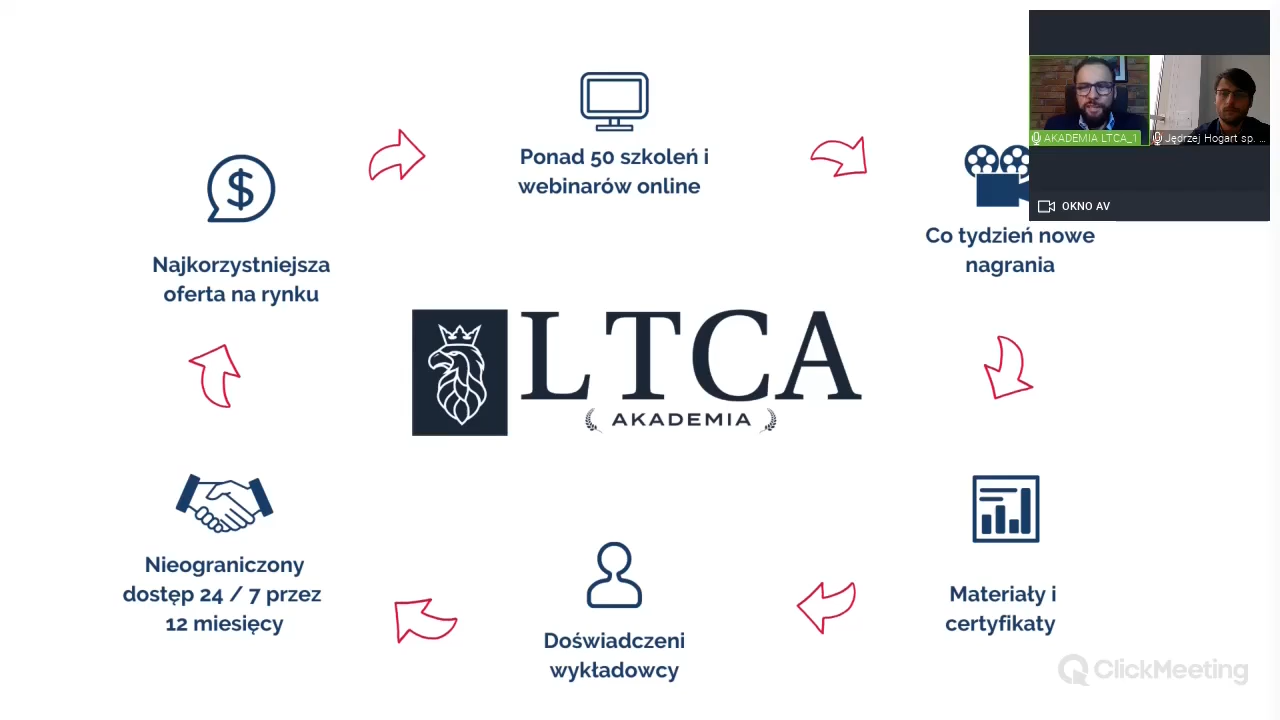 Ponad 50 szkoleń i
webinarów online
AKADEMIA LTCA_1
Jędrzej Hogart sp. ...
OKNO AV
Co tydzień nowe
nagrania
Najkorzystniejsza
oferta na rynku
LTCA
AKADEMIA
Nieograniczony
dostęp 24 / 7 przez
12 miesięcy
Materiały i
certyfikaty
Doświadczeni
wykładowcy
ClickMeeting